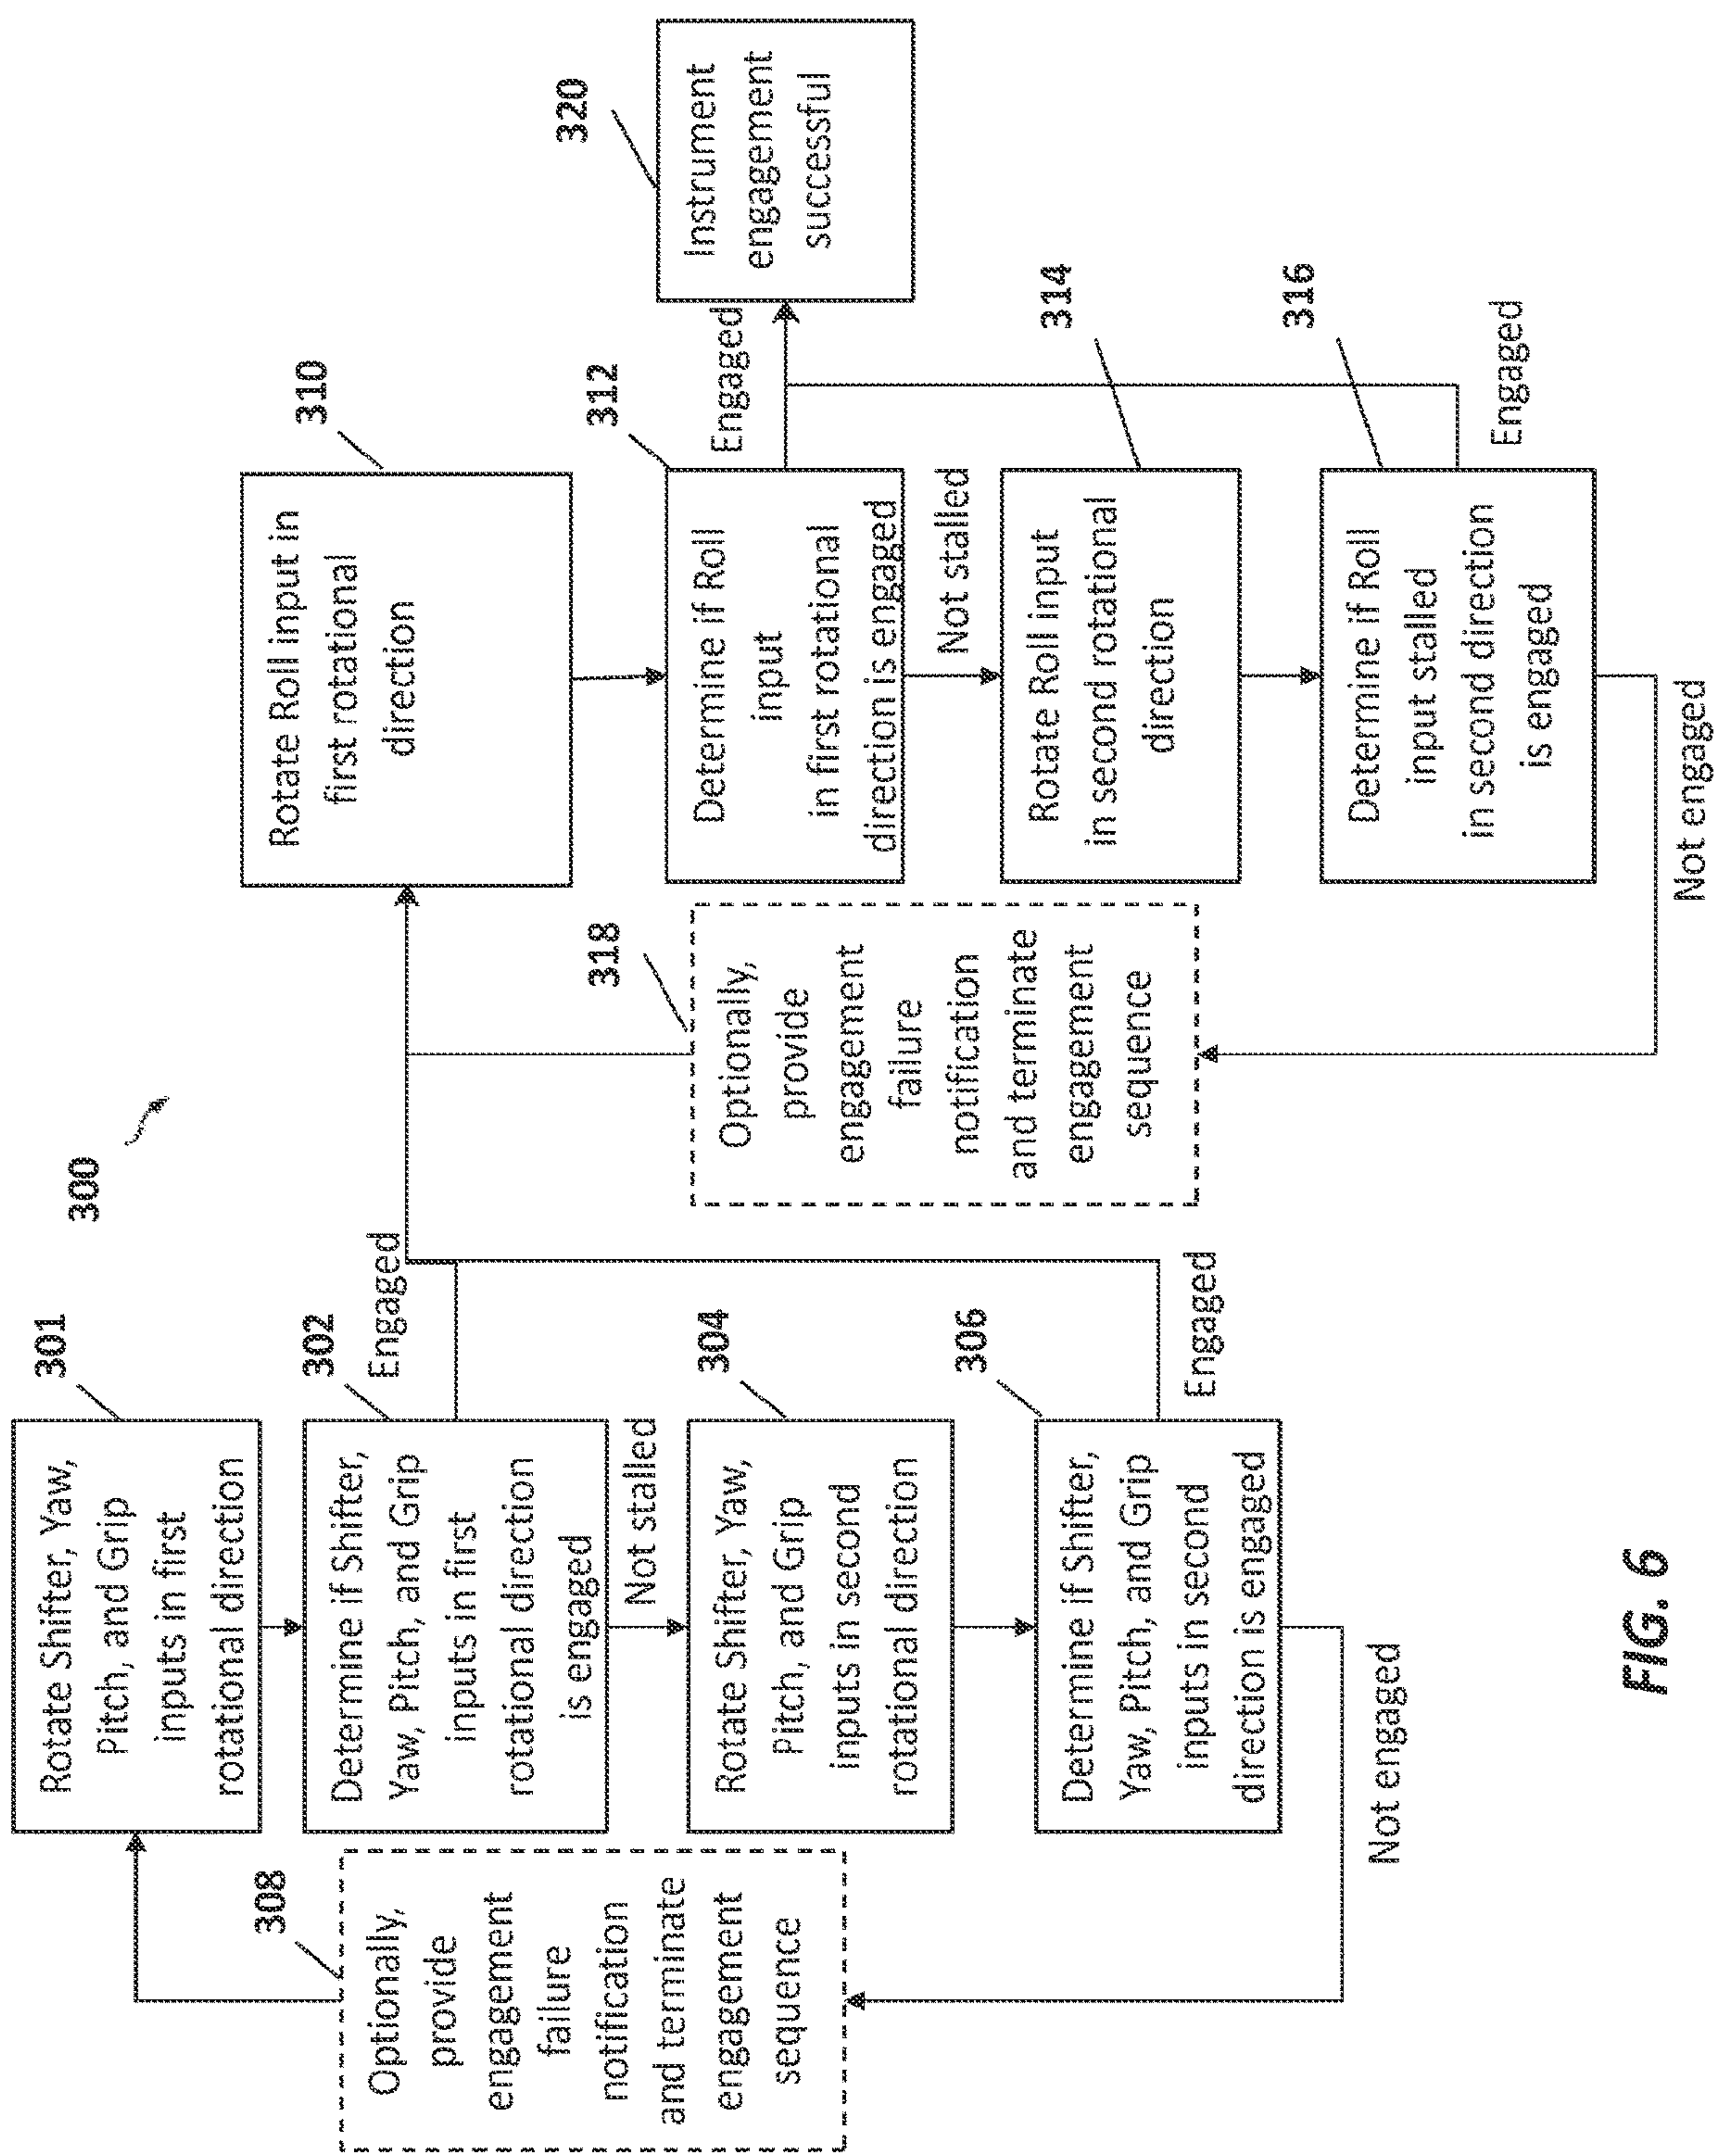 300
301
Rotate Shifter, Yaw,
Pitch, and Grip
inputs in first
rotational direction
302
Determine if Shifter,
Yaw, Pitch, and Grip
inputs in first
rotational direction
is engaged
Engaged
Not stalled
304
Rotate Shifter, Yaw,
Pitch, and Grip
inputs in second
rotational direction
306
Determine if Shifter,
Yaw, Pitch, and Grip
inputs in second
direction is engaged
Engaged
Not engaged
308
Optionally,
provide
engagement
failure
notification
and terminate
engagement
sequence
310
Rotate Roll input in
first rotational
direction
312
Determine if Roll
input
in first rotational
direction is engaged
Engaged
Not stalled
314
Rotate Roll input
in second rotational
direction
316
Determine if Roll
input stalled
in second direction
is engaged
Engaged
Not engaged
318
Optionally,
provide
engagement
failure
notification
and terminate
engagement
sequence
320
Instrument
engagement
successful
FIG. 6